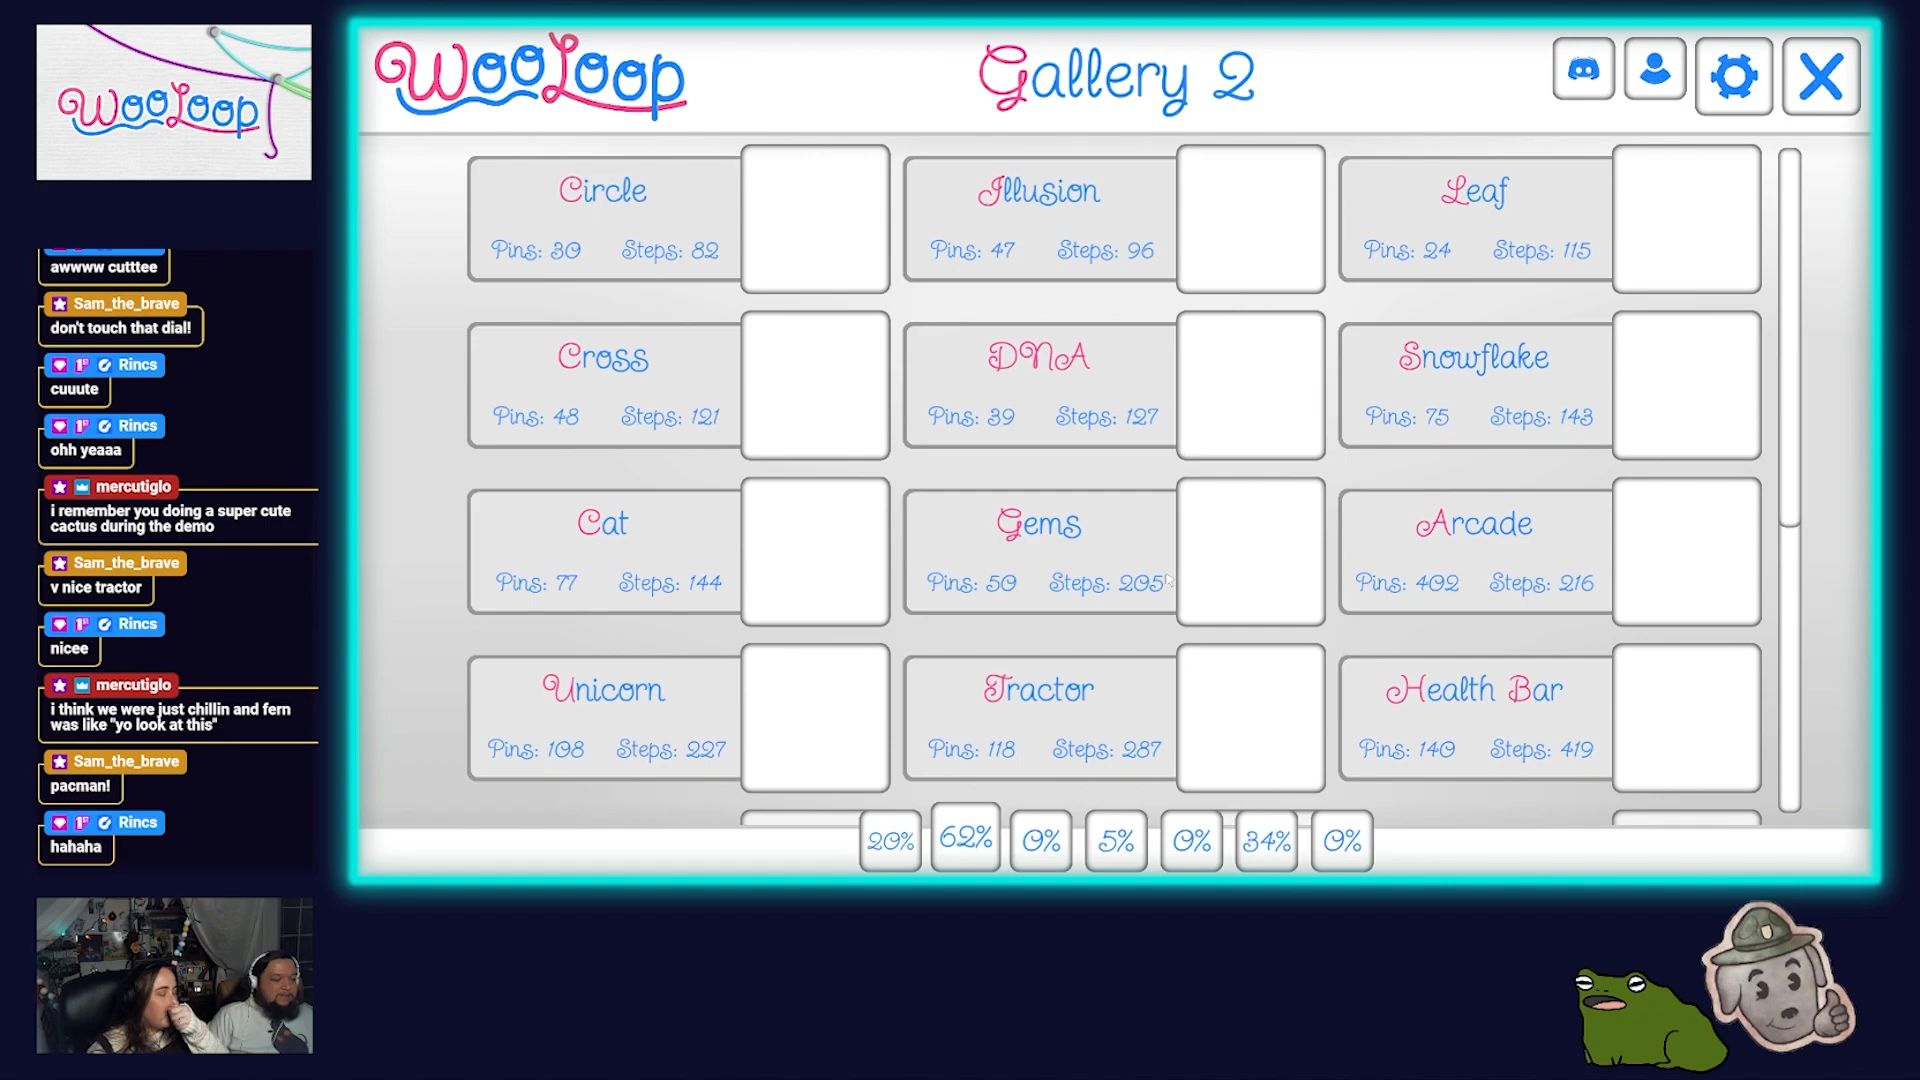 WooLoop
awwww cutttee
Sam_the_brave
don't touch that dial!
Rincs
cuuute
Rincs
ohh yeaaa
mercutiglo
i remember you doing a super cute
cactus during the demo
Sam_the_brave
v nice tractor
Rincs
nicee
mercutiglo
i think we were just chillin and fern
was like "yo look at this"
Sam_the_brave
pacman!
Rincs
hahaha
WooLoop
Gallery 2
Circle
Pins: 30 Steps: 82
Illusion
Pins: 47 Steps: 96
Leaf
Pins: 24 Steps: 115
Cross
Pins: 48 Steps: 121
DNA
Pins: 39 Steps: 127
Snowflake
Pins: 75 Steps: 143
Cat
Pins: 77 Steps: 144
Gems
Pins: 50 Steps: 205
Arcade
Pins: 402 Steps: 216
Unicorn
Pins: 108 Steps: 227
Tractor
Pins: 118 Steps: 287
Health Bar
Pins: 140 Steps: 419
20% 62% 0% 5% 0% 34% 0%